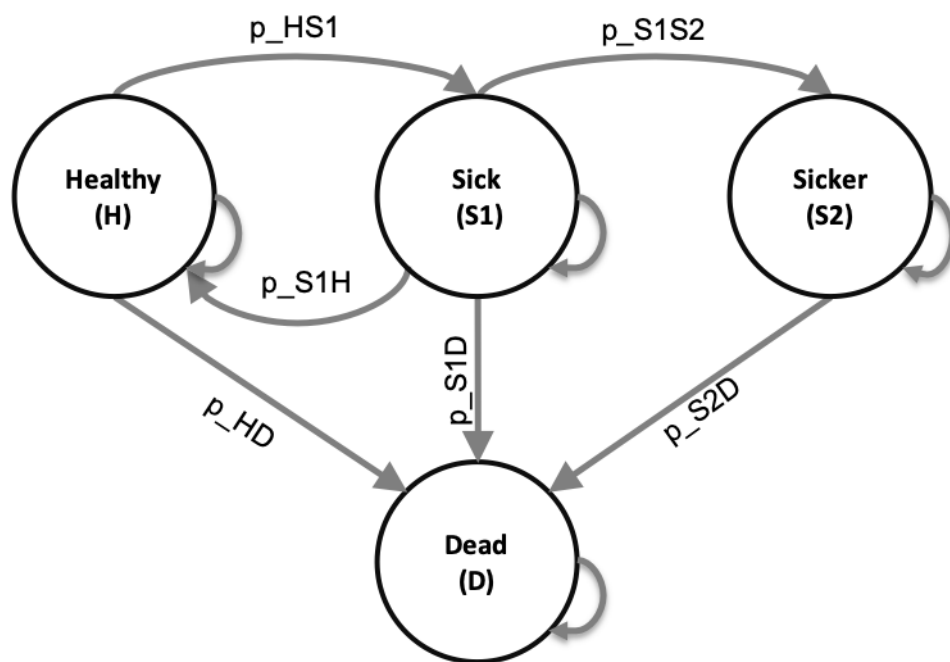 p_HS1
p_S1S2
Healthy
(H)
Sick
(S1)
Sicker
(S2)
p_S1H
p_HD
p_S1D
p_S2D
Dead
(D)